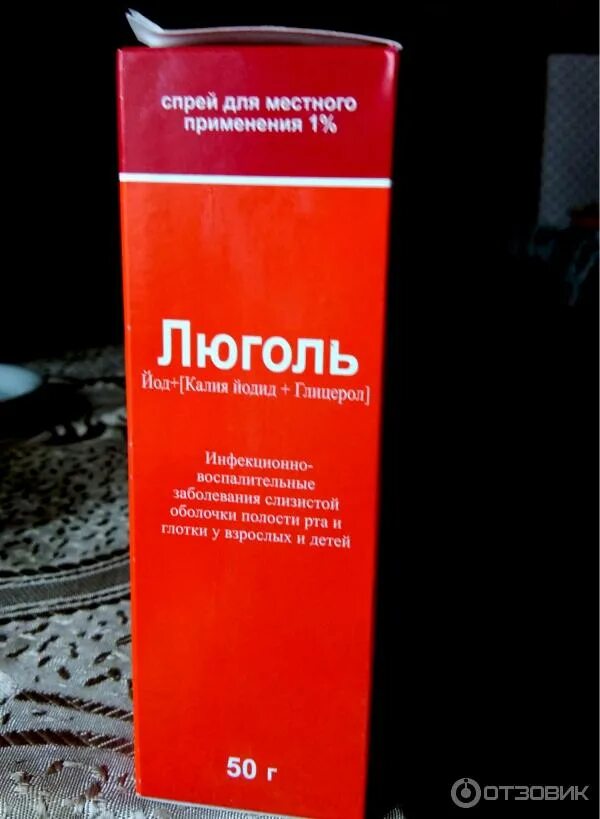 спрей для местного
применения 1%
Люголь
Йод+[Калия йодид + Глицерол]
Инфекционно-
воспалительные
заболевания слизистой
оболочки полости рта и
глотки у взрослых и детей
50 г
ОТЗОВИК